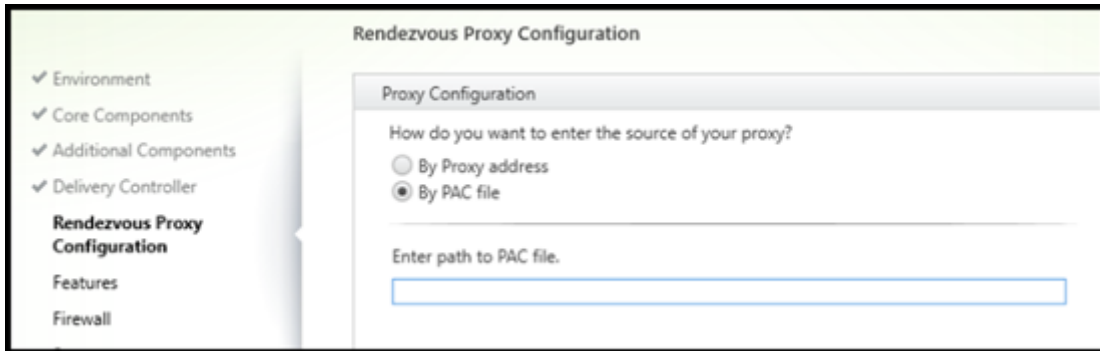 Rendezvous Proxy Configuration
Environment
Core Components
Additional Components
Delivery Controller
Rendezvous Proxy
Configuration
Features
Firewall
Proxy Configuration
How do you want to enter the source of your proxy?
By Proxy address
By PAC file
Enter path to PAC file.